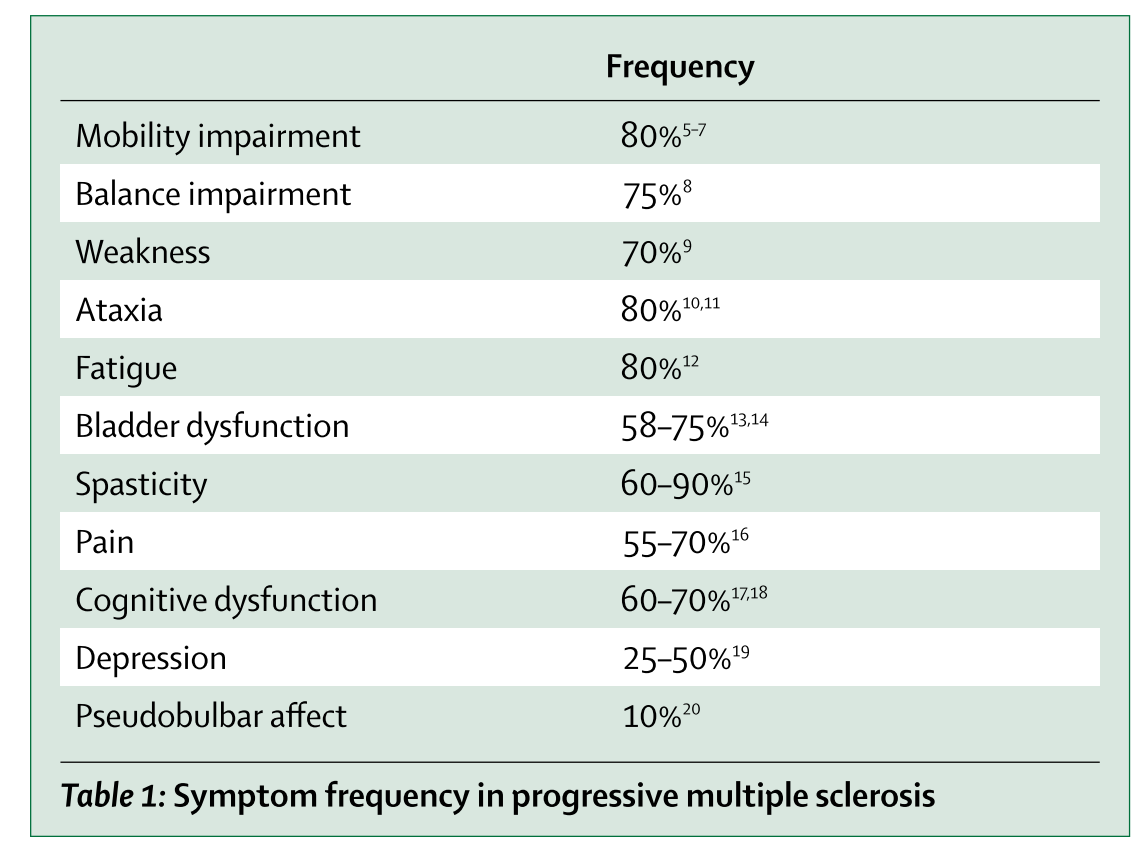 Frequency
Mobility impairment 80%5–7
Balance impairment 75%8
Weakness 70%9
Ataxia 80%10,11
Fatigue 80%12
Bladder dysfunction 58–75%13,14
Spasticity 60–90%15
Pain 55–70%16
Cognitive dysfunction 60–70%17,18
Depression 25–50%19
Pseudobulbar affect 10%20
Table 1: Symptom frequency in progressive multiple sclerosis